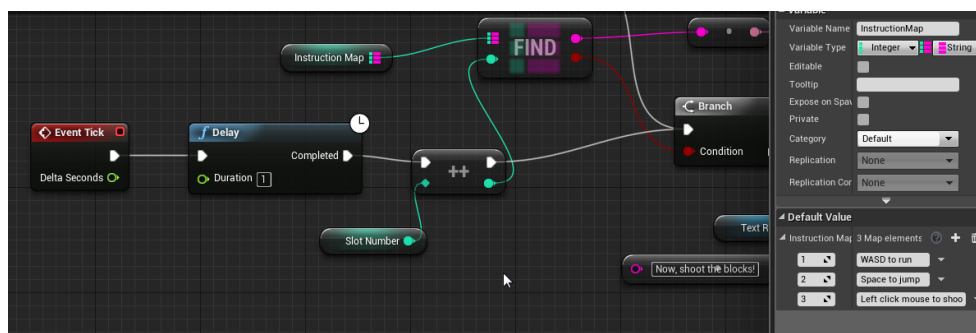 Variable
Variable Name InstructionMap
Variable Type Integer String
Editable
Tooltip
Expose on Spav
Private
Category Default
Replication None
Replication Cor None
Default Value
Instruction Map 3 Map elements
1 WASD to run
2 Space to jump
3 Left click mouse to shoo
Instruction Map
FIND
Branch
Condition
Event Tick
Delta Seconds
Delay
Completed
Duration 1
++
Slot Number
Text R
Now, shoot the blocks!